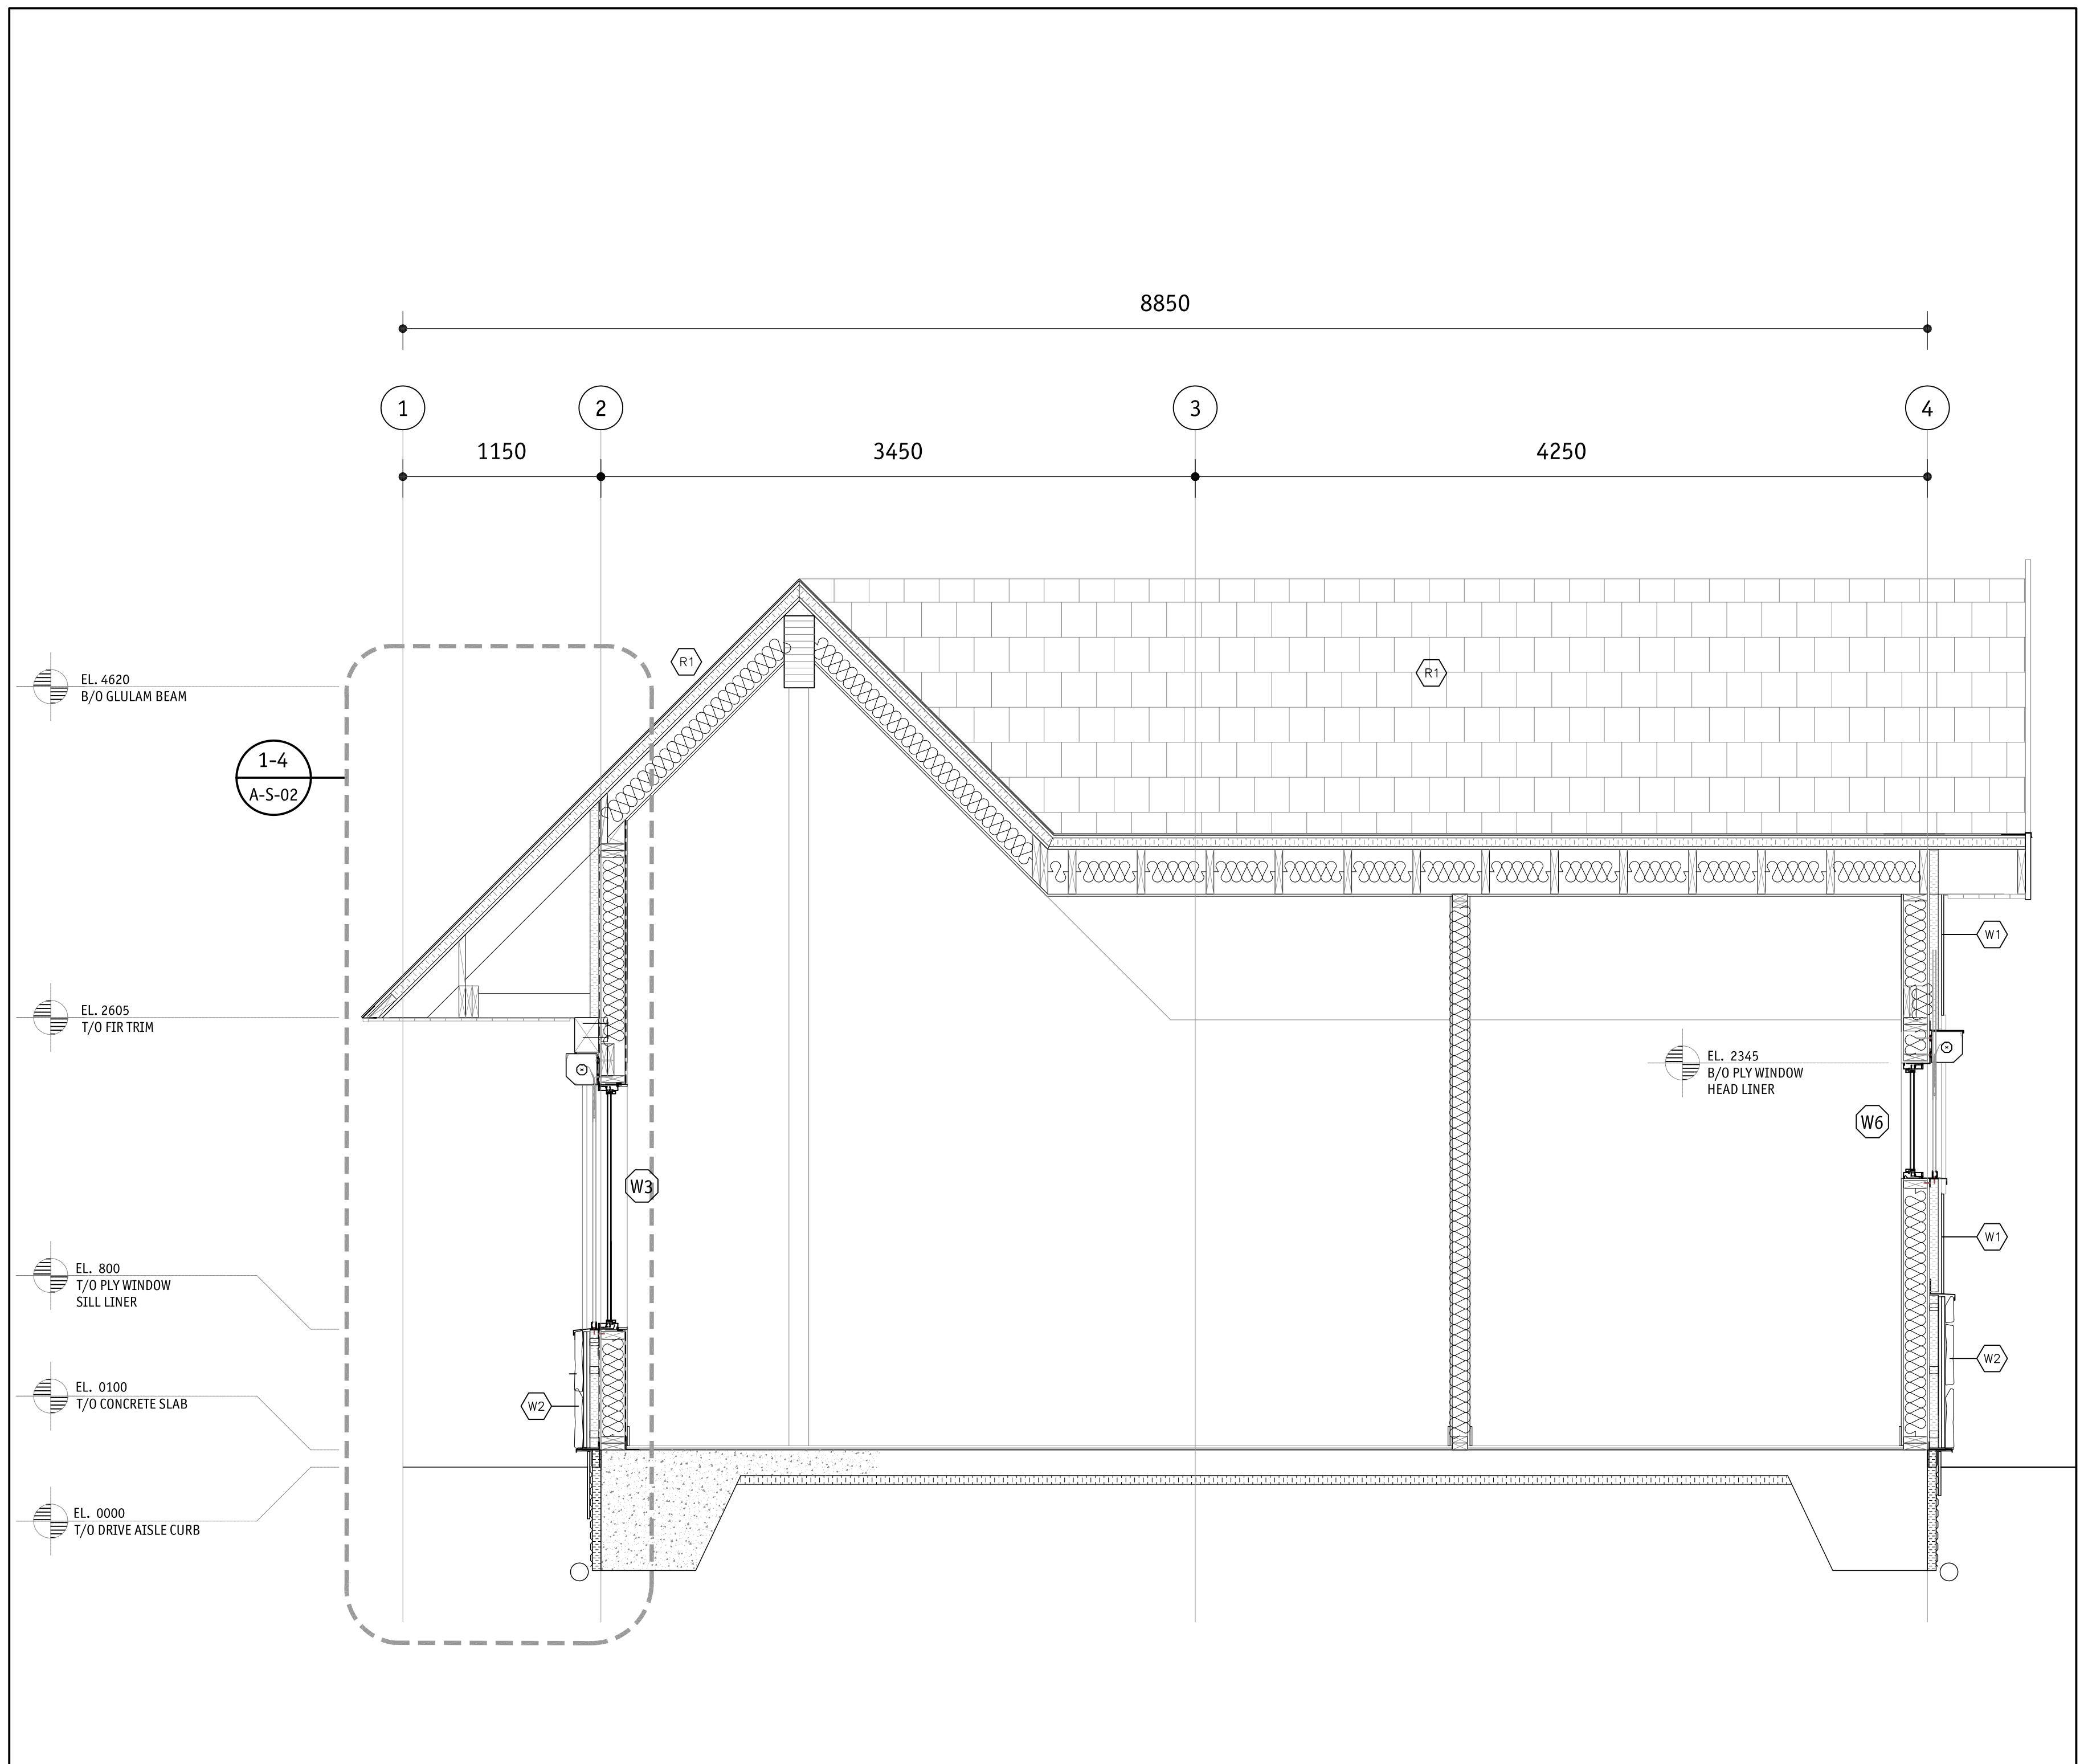 8850
1
2
3
4
1150
3450
4250
R1
R1
EL. 4620
B/O GLULAM BEAM
1-4
A-S-02
W1
EL. 2605
T/O FIR TRIM
EL. 2345
B/O PLY WINDOW
HEAD LINER
W6
W3
W1
EL. 800
T/O PLY WINDOW
SILL LINER
W2
EL. 0100
T/O CONCRETE SLAB
W2
EL. 0000
T/O DRIVE AISLE CURB